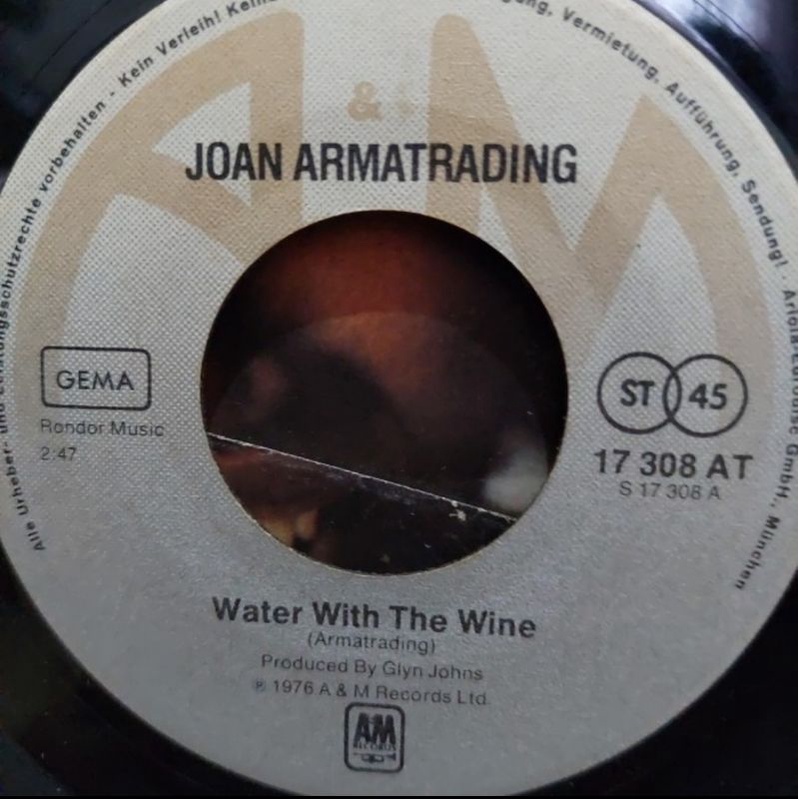 Alle Urheber- und Leistungsschutzrechte vorbehalten - Kein Verleih! Keine
Vermietung, Aufführung, Sendung! · Ariola-Eurodisc GmbH., München
A & M
JOAN ARMATRADING
GEMA
Rondor Music
2:47
ST 45
17 308 AT
S 17 308 A
Water With The Wine
(Armatrading)
Produced By Glyn Johns
℗ 1976 A & M Records Ltd.
A&M
RECORDS